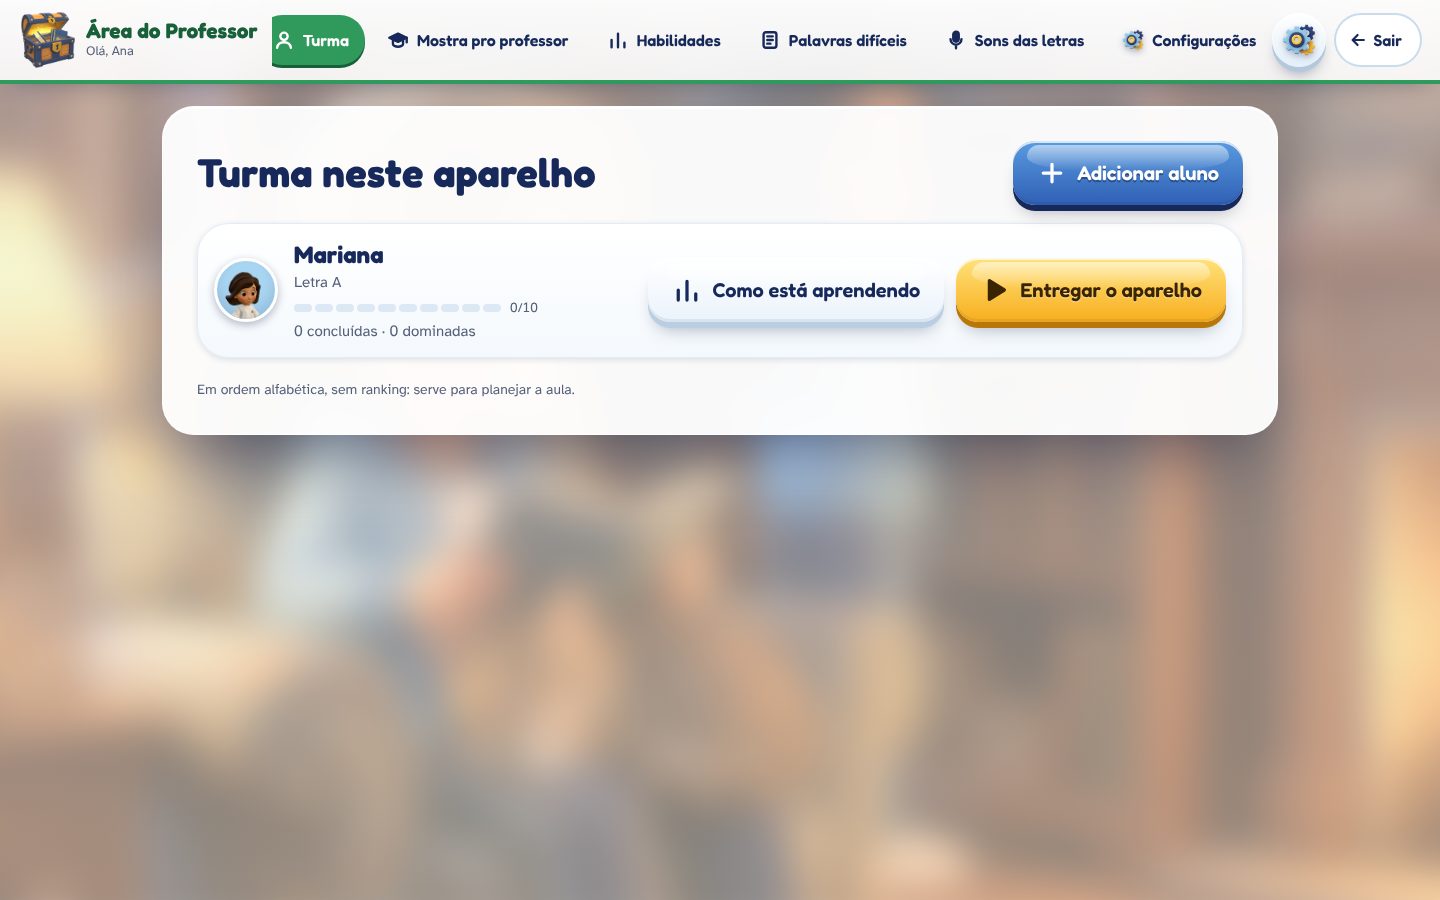 Área do Professor
Olá, Ana
Turma
Mostra pro professor
Habilidades
Palavras difíceis
Sons das letras
Configurações
Sair
Turma neste aparelho
Adicionar aluno
Mariana
Letra A
0/10
0 concluídas · 0 dominadas
Como está aprendendo
Entregar o aparelho
Em ordem alfabética, sem ranking: serve para planejar a aula.